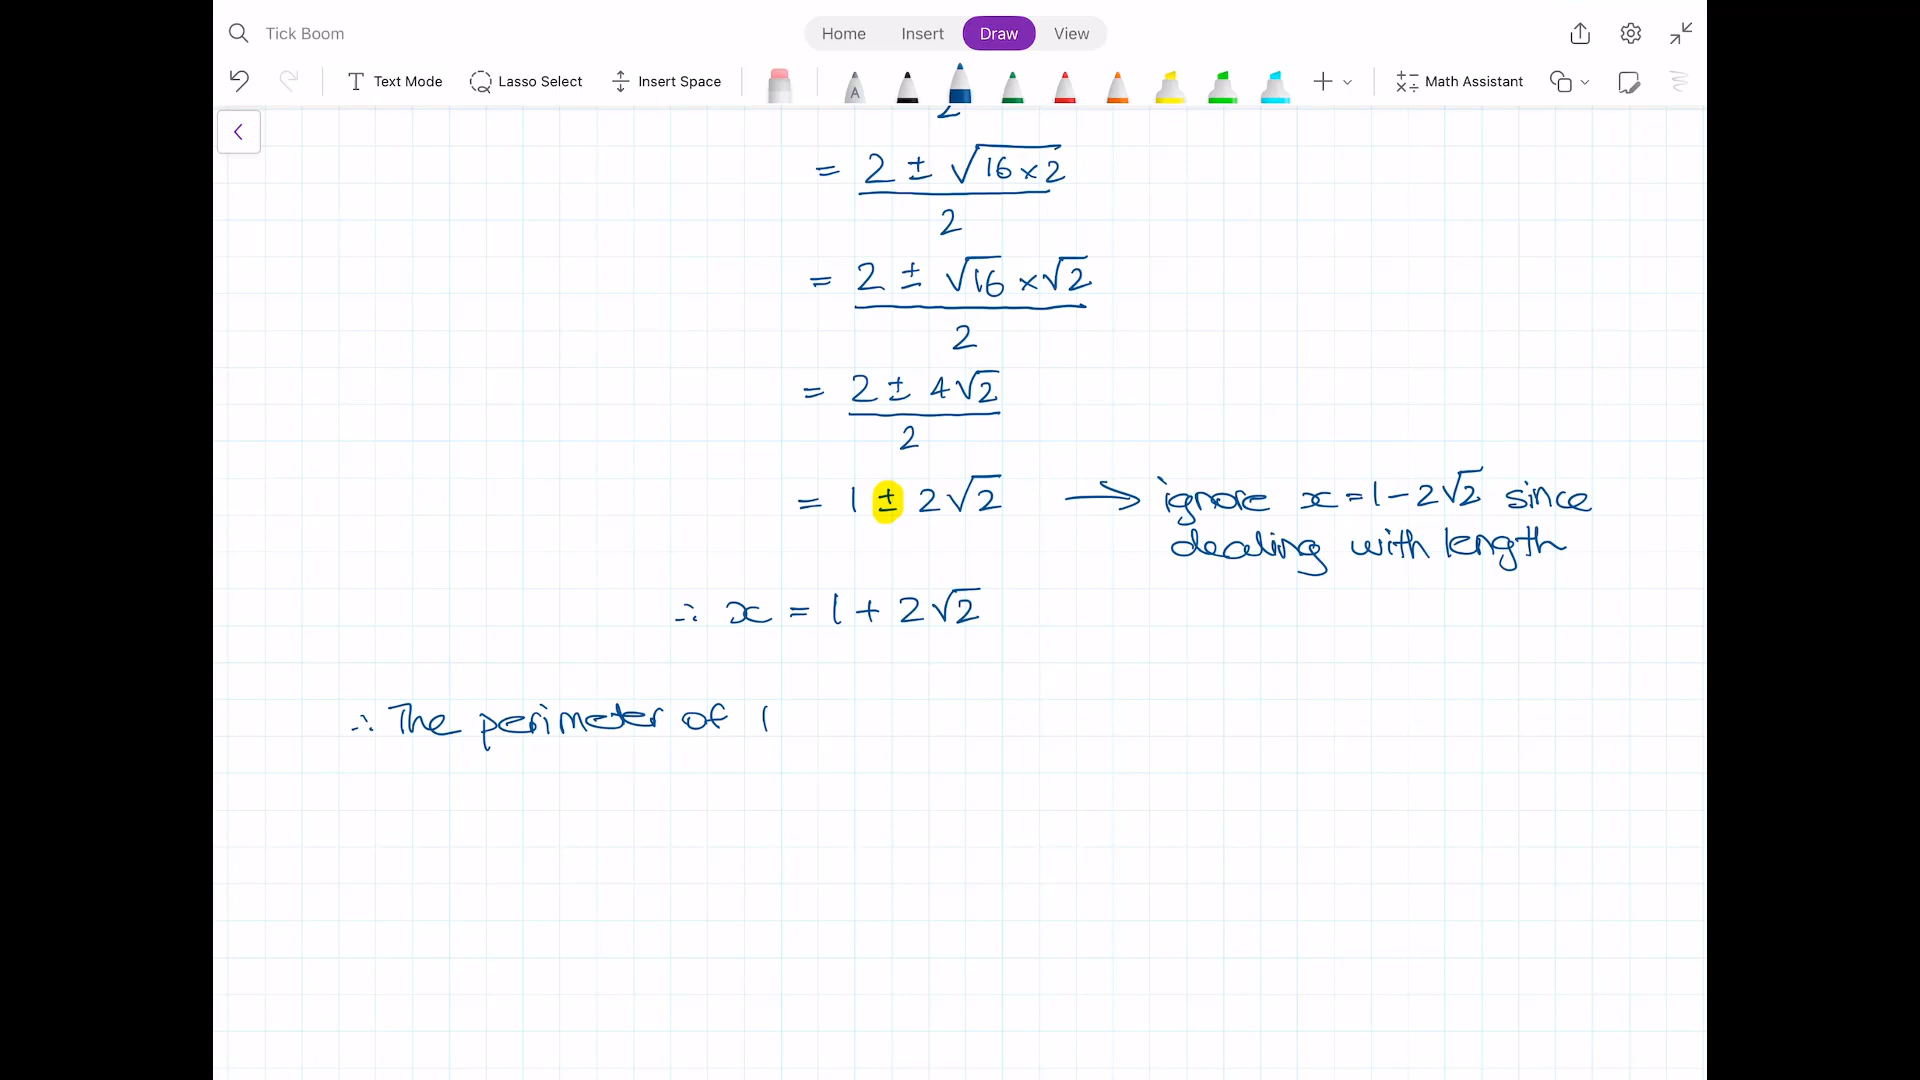 Tick Boom
Home Insert Draw View
Text Mode Lasso Select Insert Space A Math Assistant
2
= 2 ± √16×2
2
= 2 ± √16 ×√2
2
= 2 ± 4√2
2
= 1 ± 2√2 → ignore x=1-2√2 since
dealing with length
∴ x = 1 + 2√2
∴ The perimeter of